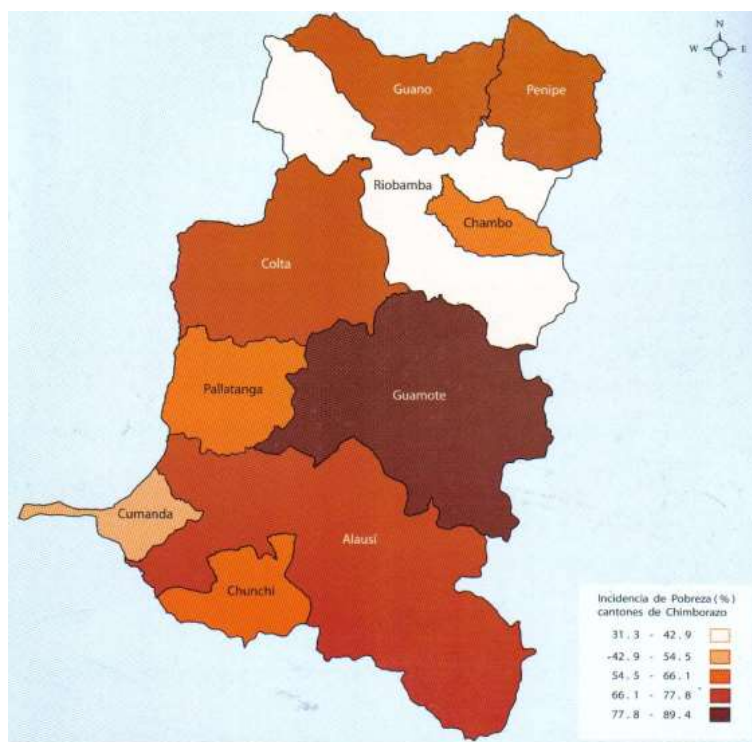 N
W E
S
Guano
Penipe
Riobamba
Chambo
Colta
Pallatanga
Guamote
Cumanda
Alausí
Chunchi
Incidencia de Pobreza (%)
cantones de Chimborazo
31.3 - 42.9
-42.9 - 54.5
54.5 - 66.1
66.1 - 77.8
77.8 - 89.4